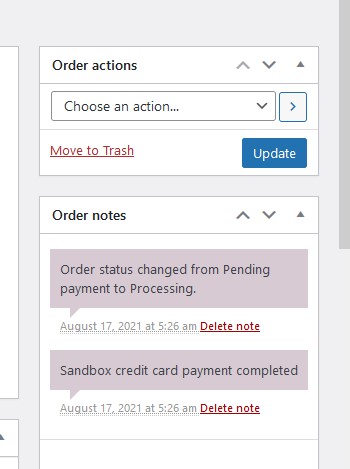 Order actions
Choose an action...
Move to Trash
Update
Order notes
Order status changed from Pending
payment to Processing.
August 17, 2021 at 5:26 am Delete note
Sandbox credit card payment completed
August 17, 2021 at 5:26 am Delete note